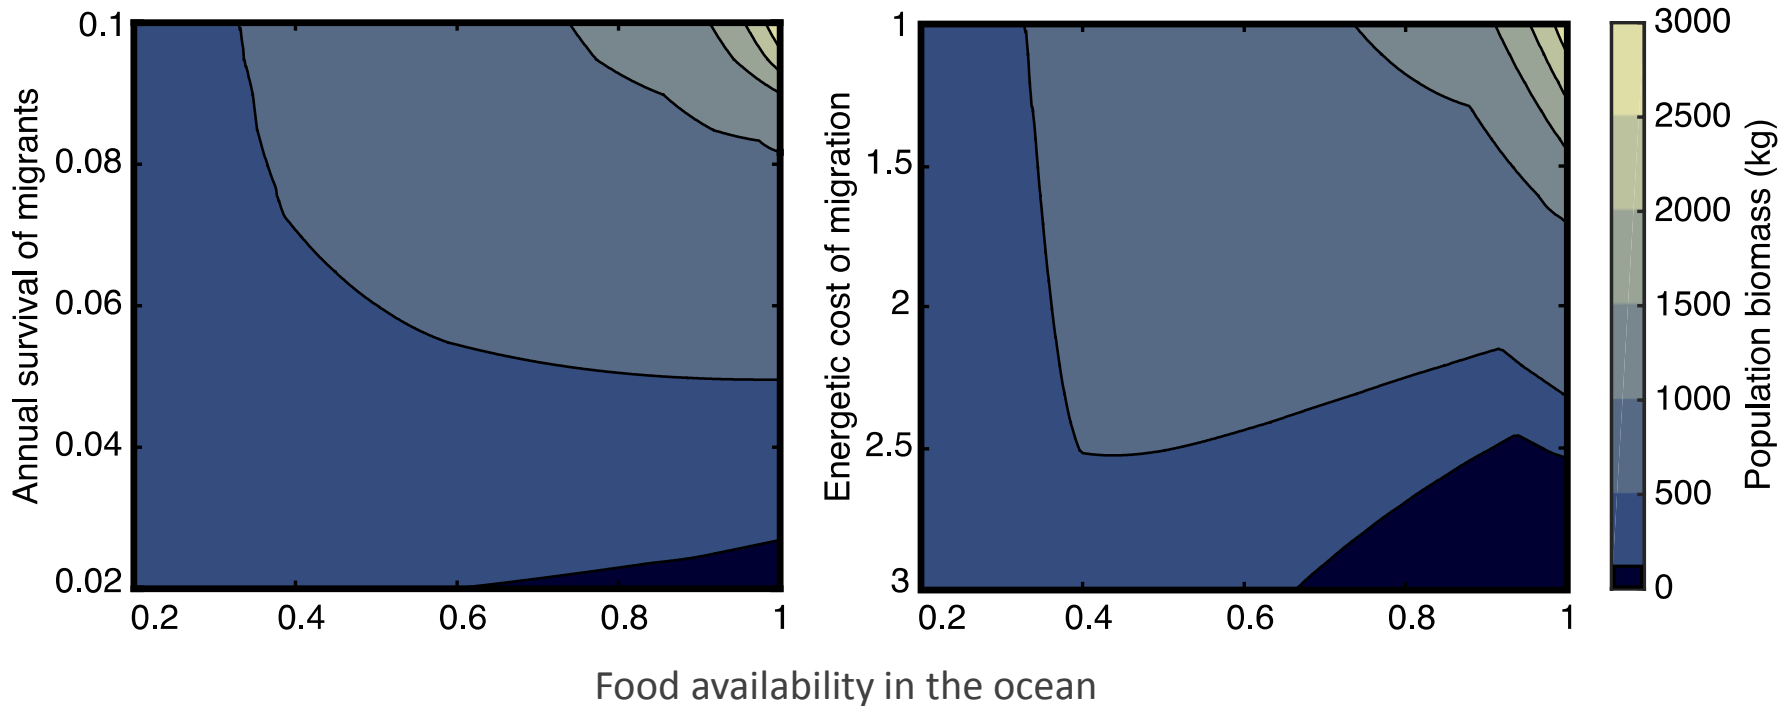 Annual survival of migrants
0.1
0.08
0.06
0.04
0.02
0.2 0.4 0.6 0.8 1
Energetic cost of migration
1
1.5
2
2.5
3
0.2 0.4 0.6 0.8 1
3000
2500
2000
1500
1000
500
0
Population biomass (kg)
Food availability in the ocean